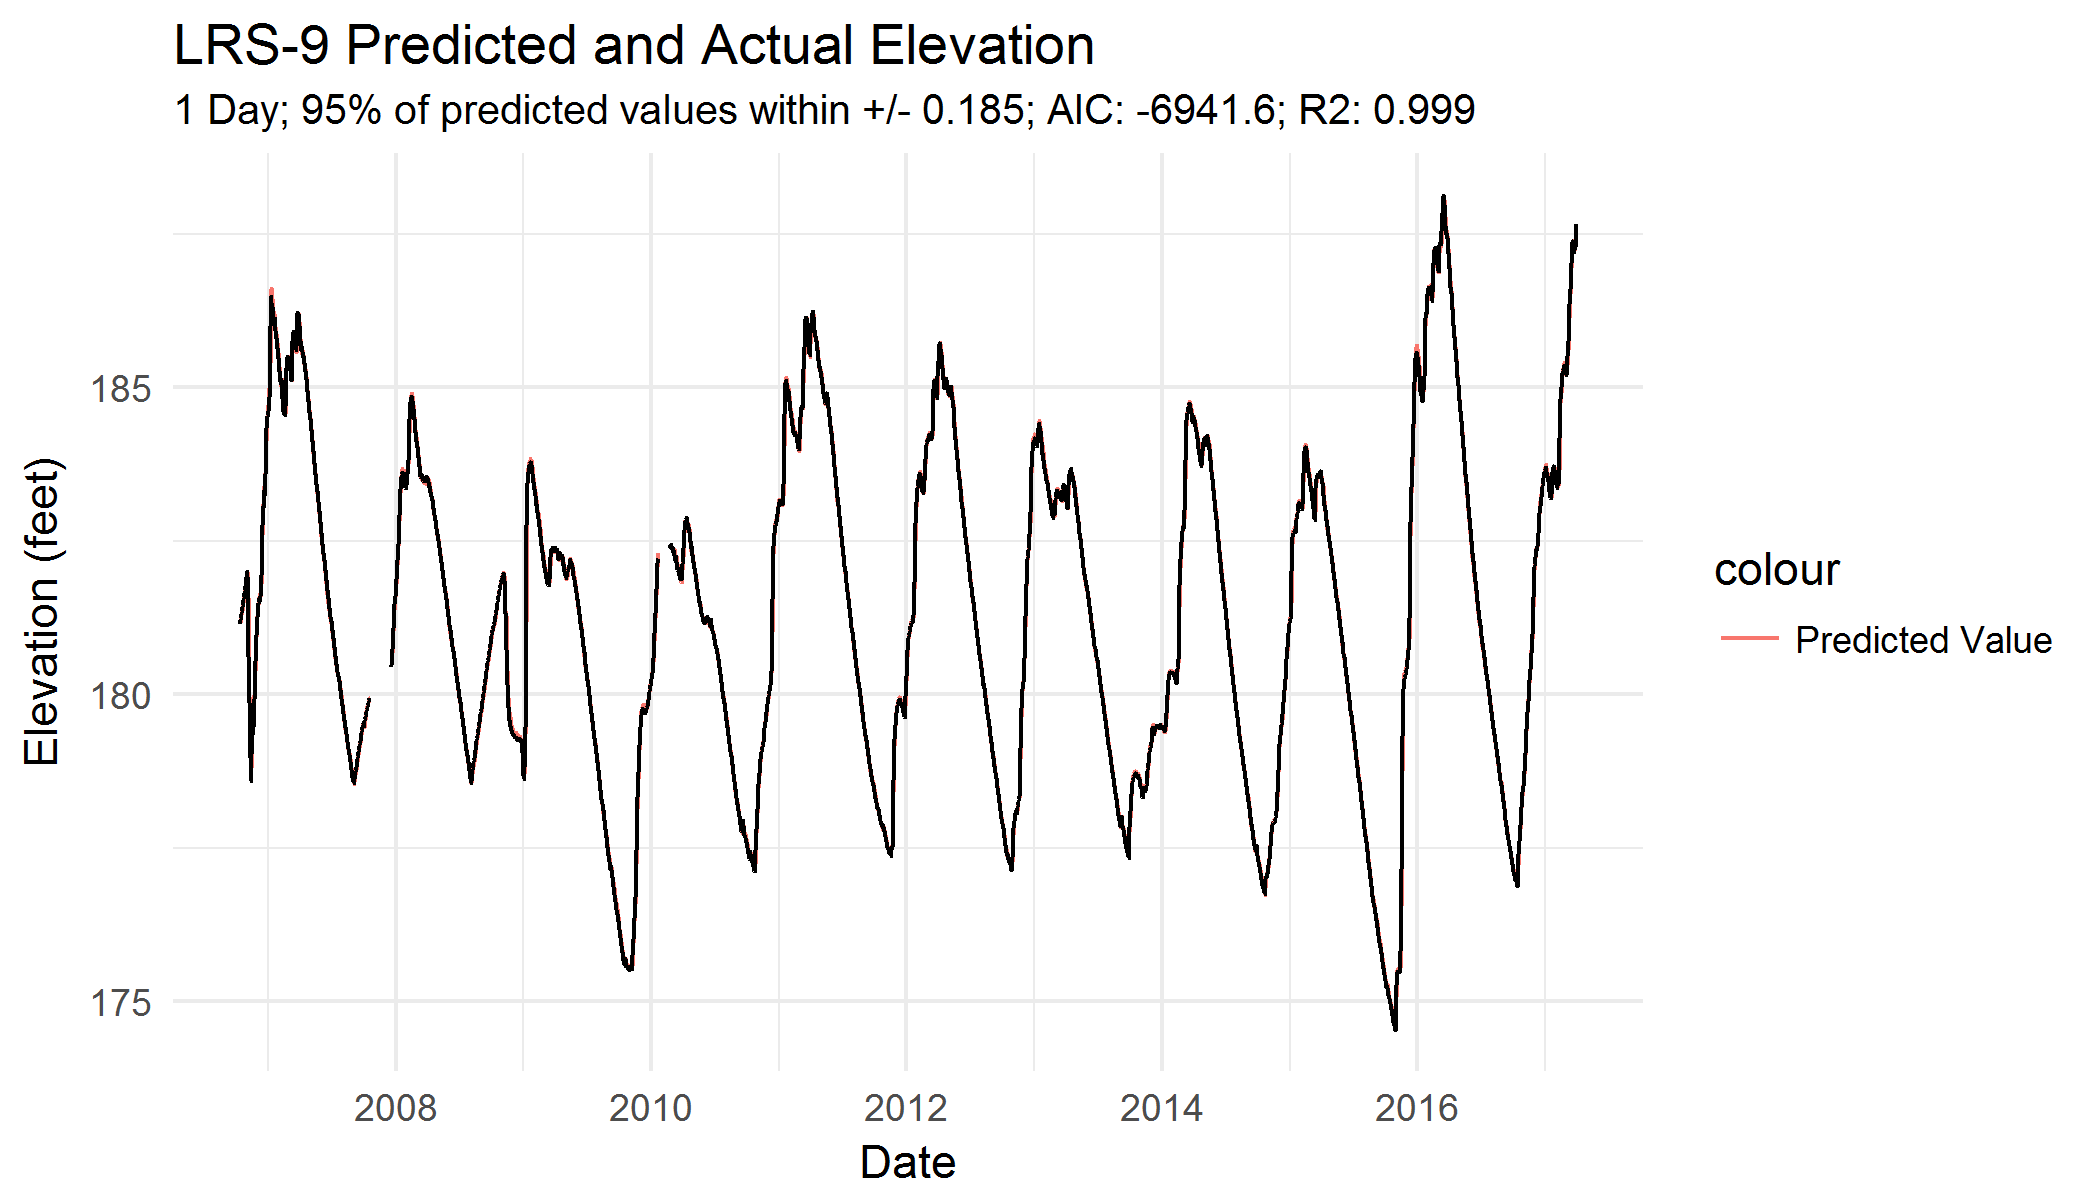 LRS-9 Predicted and Actual Elevation
1 Day; 95% of predicted values within +/- 0.185; AIC: -6941.6; R2: 0.999
Elevation (feet)
185
180
175
2008
2010
2012
2014
2016
Date
colour
Predicted Value